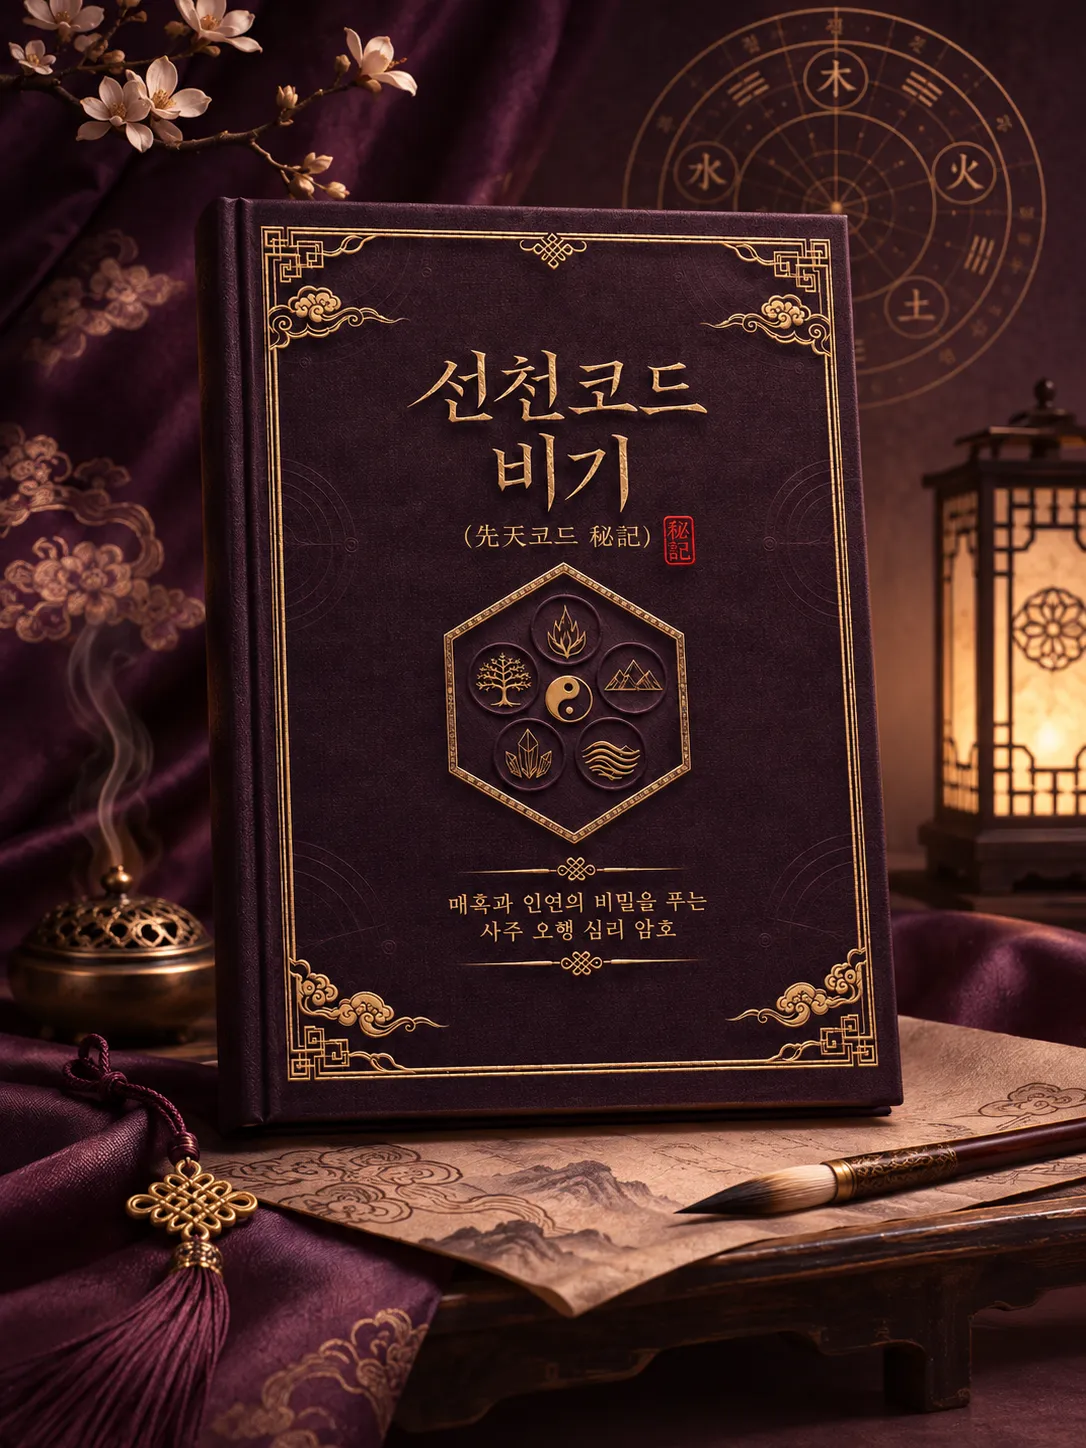 선천코드
비기
(先天코드 秘記)
秘記
매혹과 인연의 비밀을 푸는
사주 오행 심리 암호
木
水
火
土